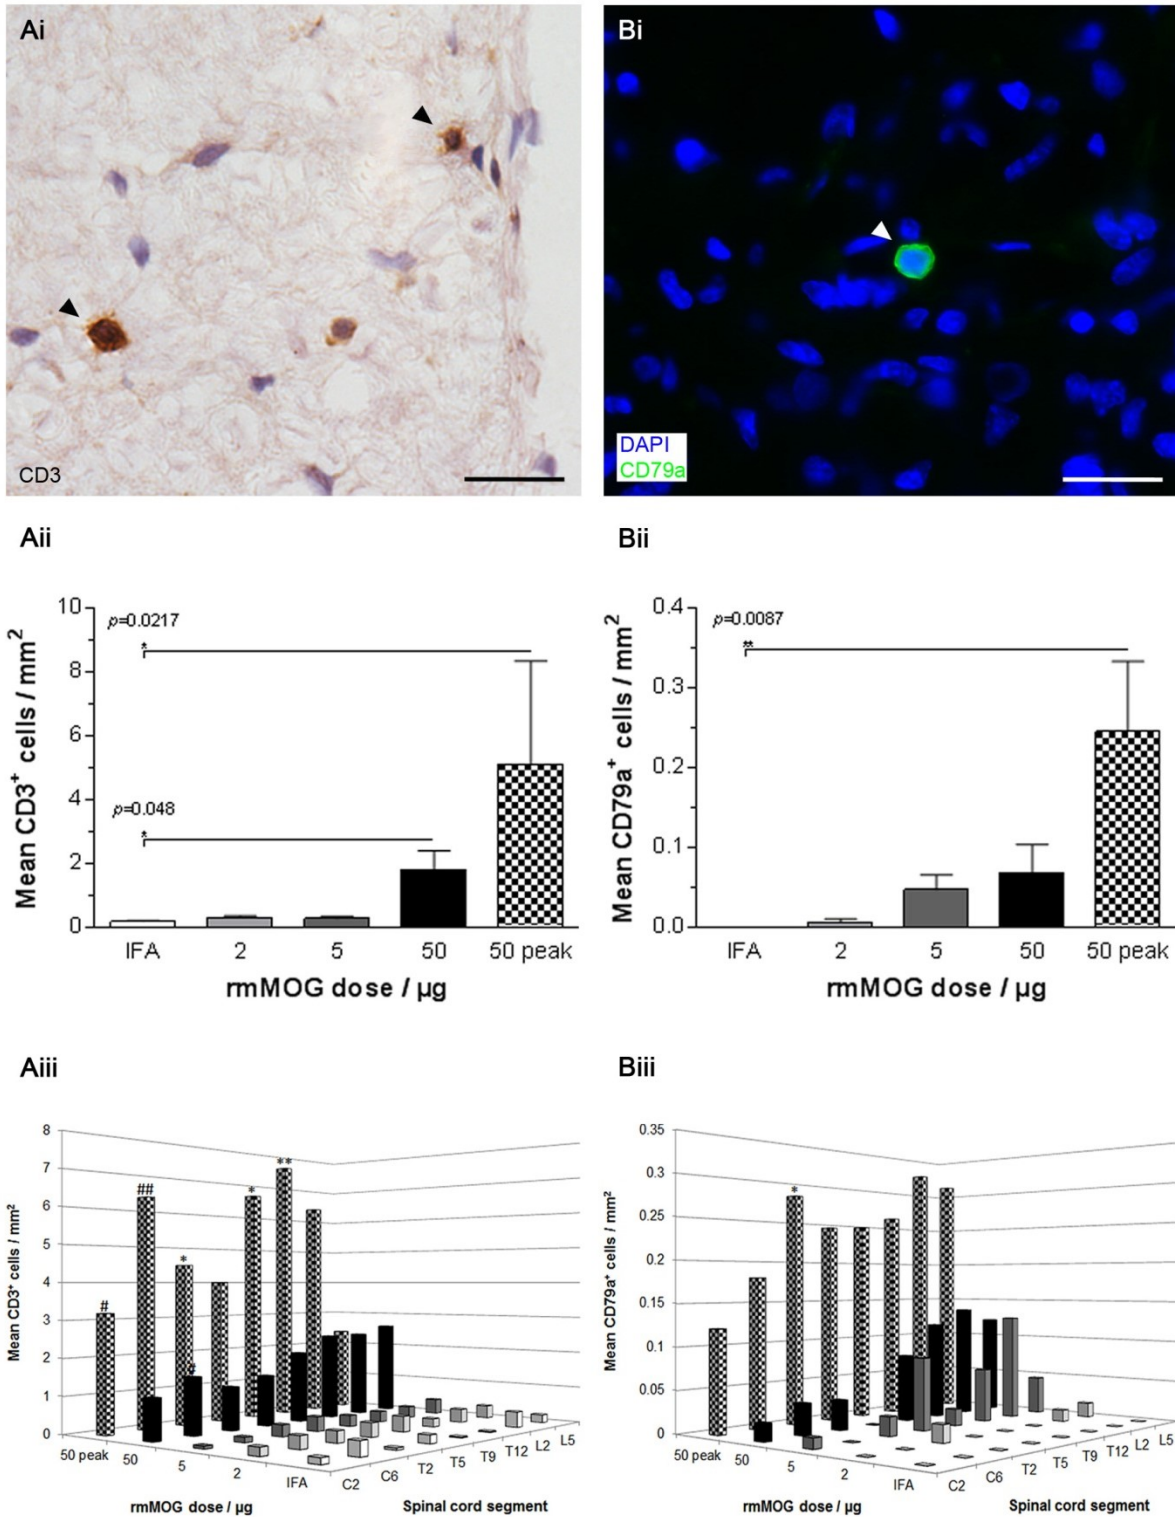 Ai
CD3
Bi
DAPI
CD79a
Aii
Mean CD3⁺ cells / mm²
10
8
6
4
2
0
p=0.0217
*
p=0.048
*
IFA 2 5 50 50 peak
rmMOG dose / µg
Bii
Mean CD79a⁺ cells / mm²
0.4
0.3
0.2
0.1
0.0
p=0.0087
**
IFA 2 5 50 50 peak
rmMOG dose / µg
Aiii
Mean CD3⁺ cells / mm²
8
7
6
5
4
3
2
1
0
#
##
*
*
**
#
50 peak 50 5 2 IFA
C2 C6 T2 T5 T9 T12 L2 L5
rmMOG dose / µg
Spinal cord segment
Biii
Mean CD79a⁺ cells / mm²
0.35
0.3
0.25
0.2
0.15
0.1
0.05
0
*
50 peak 50 5 2 IFA
C2 C6 T2 T5 T9 T12 L2 L5
rmMOG dose / µg
Spinal cord segment